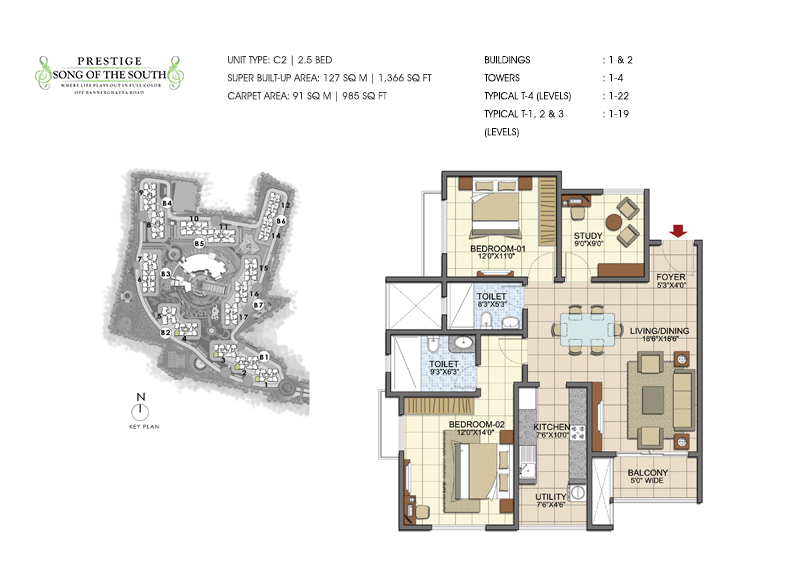 PRESTIGE
SONG OF THE SOUTH
WHERE LIFE PLAYS OUT IN FULL COLOR
OFF BANNERGHATTA ROAD
UNIT TYPE: C2 | 2.5 BED
SUPER BUILT-UP AREA: 127 SQ M | 1,366 SQ FT
CARPET AREA: 91 SQ M | 985 SQ FT
BUILDINGS : 1 & 2
TOWERS : 1-4
TYPICAL T-4 (LEVELS) : 1-22
TYPICAL T-1, 2 & 3 : 1-19
(LEVELS)
9
B4
8
10
11
B5
12
B6
14
7
B3
6
15
16
B7
17
5
B2
4
3
B1
2
1
N
KEY PLAN
BEDROOM-01
12'0"X11'0"
STUDY
9'0"X9'0"
FOYER
5'3"X4'0"
TOILET
8'3"X5'3"
LIVING/DINING
18'6"X18'6"
TOILET
9'3"X6'3"
BEDROOM-02
12'0"X14'0"
KITCHEN
7'6"X10'0"
BALCONY
5'0" WIDE
UTILITY
7'6"X4'6"